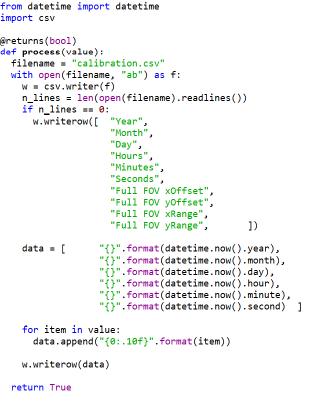 from datetime import datetime
import csv

@returns(bool)
def process(value):
  filename = "calibration.csv"
  with open(filename, "ab") as f:
    w = csv.writer(f)
    n_lines = len(open(filename).readlines())
    if n_lines == 0:
      w.writerow([  "Year",
                    "Month",
                    "Day",
                    "Hours",
                    "Minutes",
                    "Seconds",
                    "Full FOV xOffset",
                    "Full FOV yOffset",
                    "Full FOV xRange",
                    "Full FOV yRange",       ])

    data = [      "{}".format(datetime.now().year),
                  "{}".format(datetime.now().month),
                  "{}".format(datetime.now().day),
                  "{}".format(datetime.now().hour),
                  "{}".format(datetime.now().minute),
                  "{}".format(datetime.now().second)  ]

    for item in value:
      data.append("{0:.10f}".format(item))

    w.writerow(data)

  return True